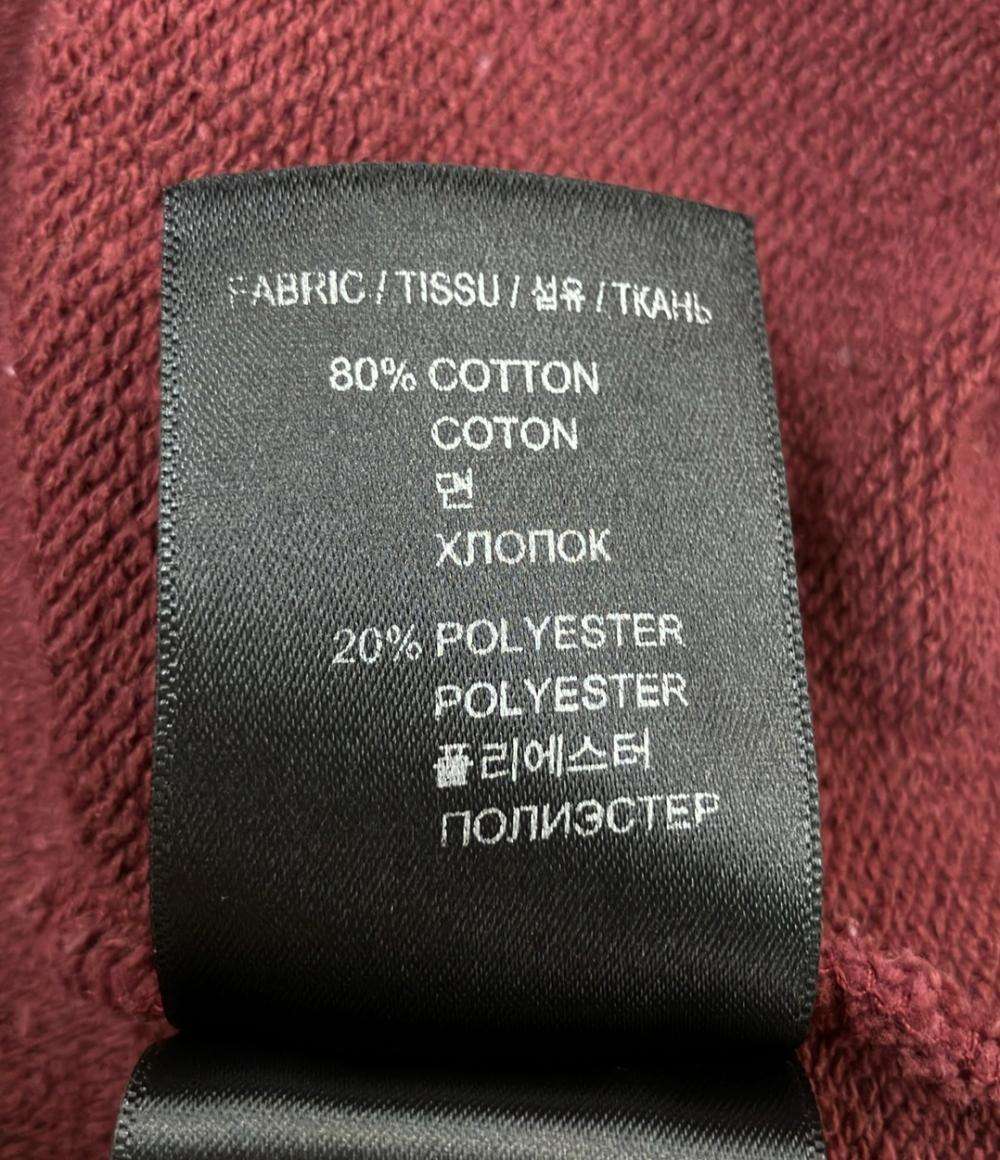 FABRIC / TISSU / 섬유 / ТКАНЬ
80% COTTON
COTON
면
ХЛОПОК
20% POLYESTER
POLYESTER
폴리에스터
ПОЛИЭСТЕР